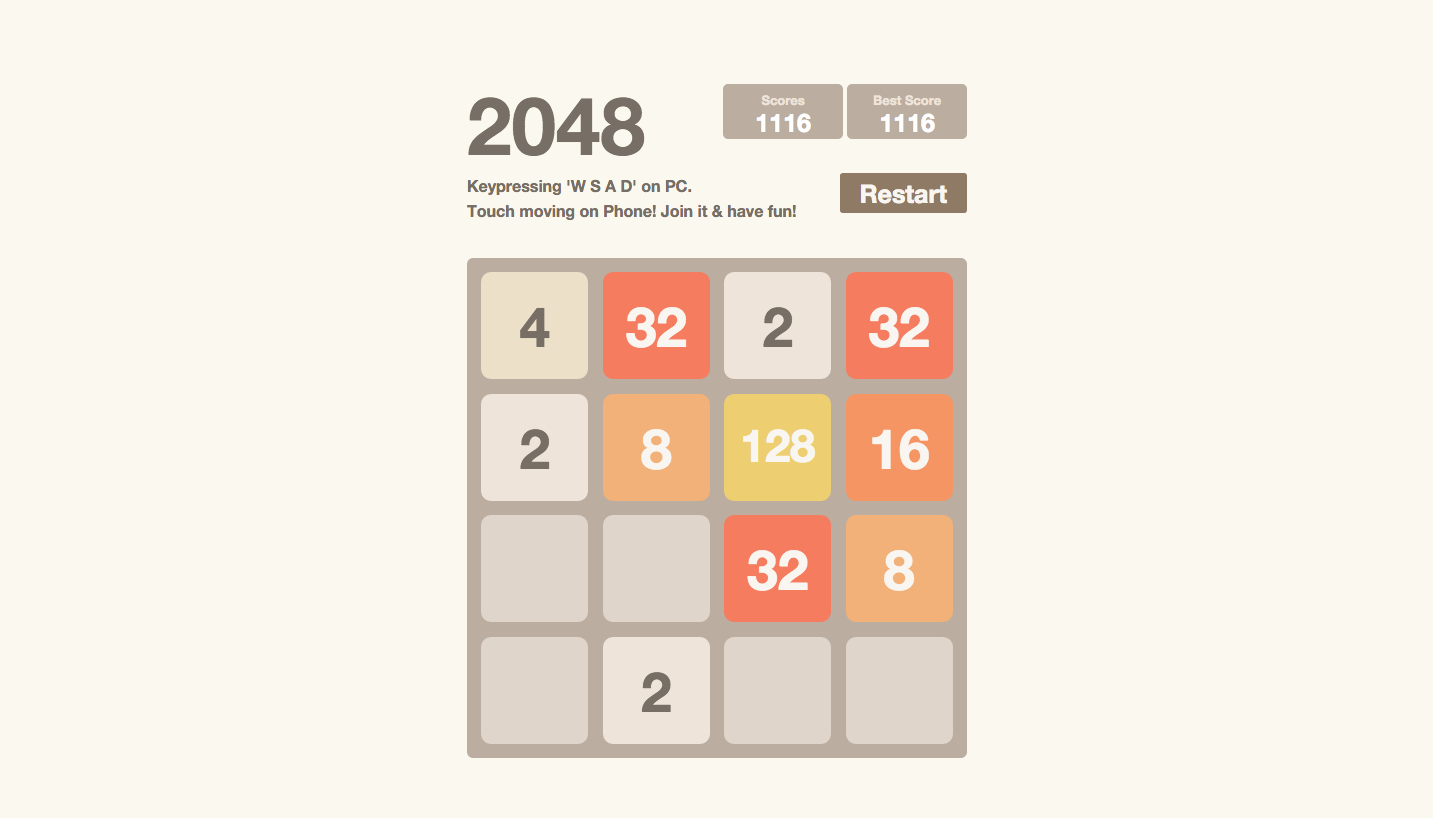 2048
Scores
1116
Best Score
1116
Keypressing 'W S A D' on PC.
Touch moving on Phone! Join it & have fun!
Restart
4 32 2 32
2 8 128 16
32 8
2